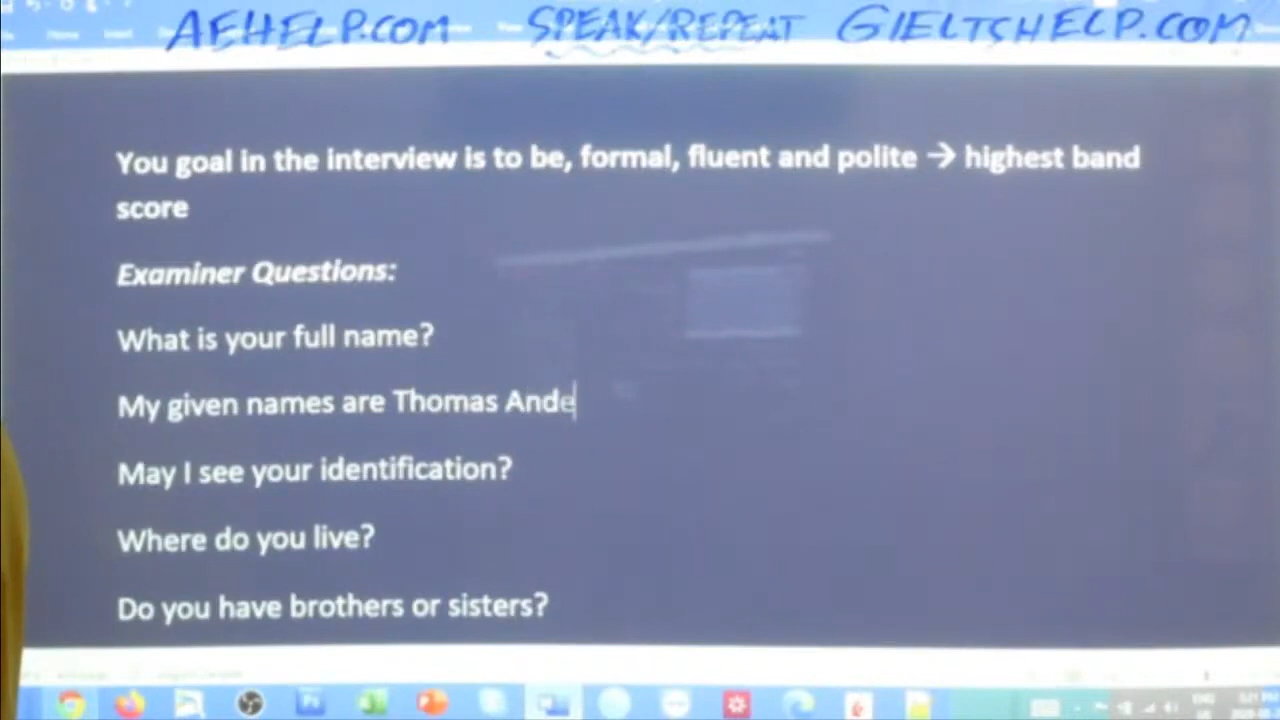 AEHELP.COM SPEAK/REPEAT GIELTSHELP.COM
You goal in the interview is to be, formal, fluent and polite → highest band
score
Examiner Questions:
What is your full name?
My given names are Thomas Ande
May I see your identification?
Where do you live?
Do you have brothers or sisters?